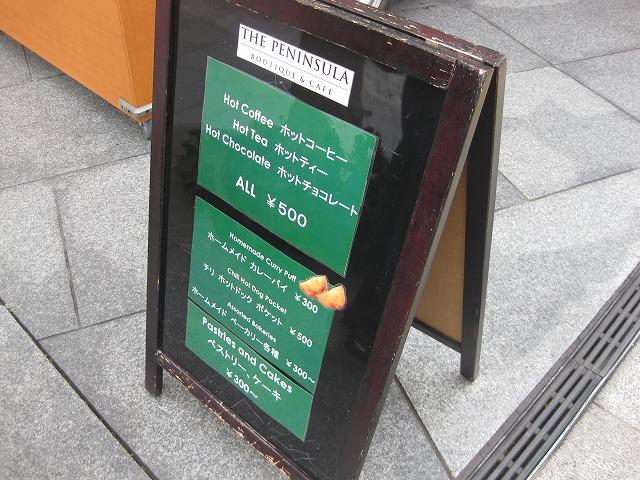 THE PENINSULA
BOUTIQUE & CAFÉ
Hot Coffee ホットコーヒー
Hot Tea ホットティー
Hot Chocolate ホットチョコレート
ALL ¥500
Homemade Curry Puff
ホームメイド カレーパイ ¥300
Chili Hot Dog Pocket
チリ ホットドック ポケット ¥500
Assorted Bakeries
ホームメイド ベーカリー各種 ¥300～
Pastries and Cakes
ペストリー、ケーキ
¥300～